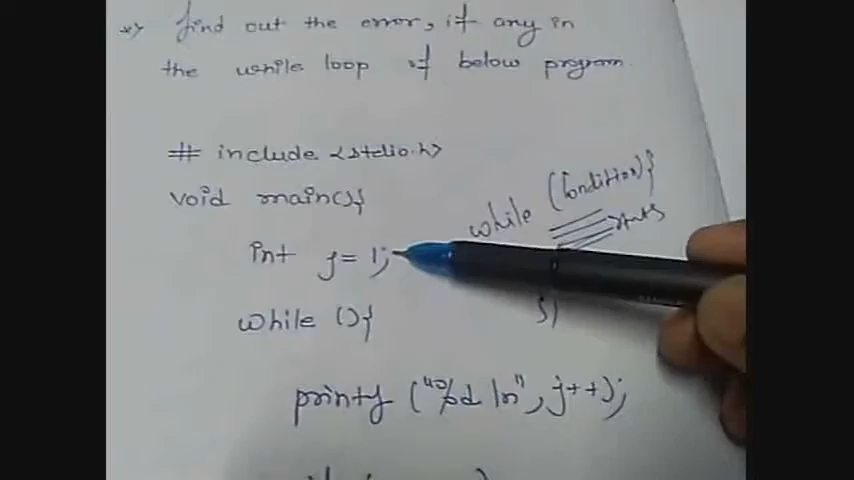 *) find out the error, if any in
the while loop of below program.
# include <stdio.h>
void main(){
int j= 1;
while (){
while (Condition){
stmts
}
printf ("%d \n", j++);